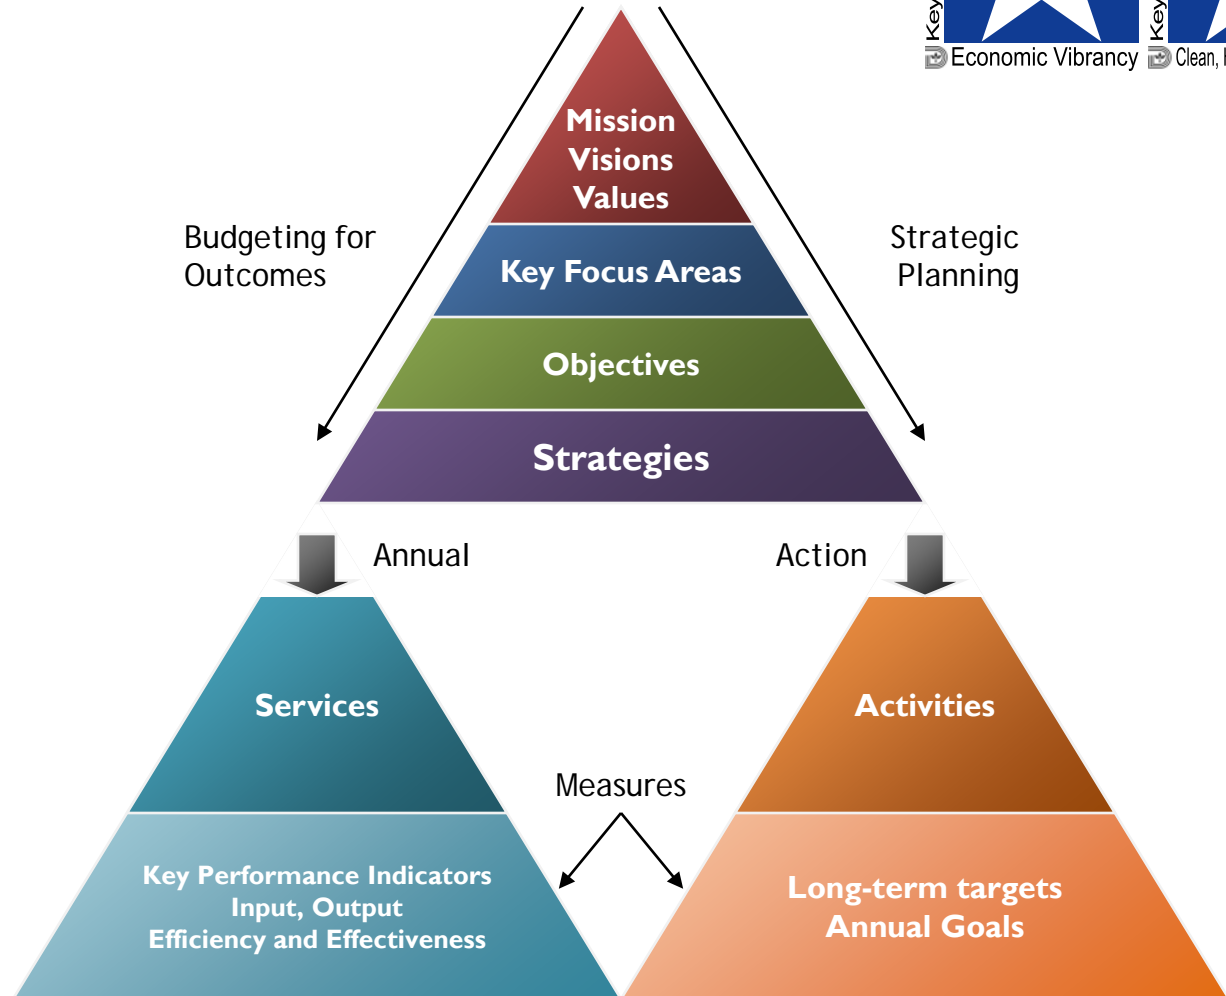 Key
Key
Economic Vibrancy
Clean,
Mission
Visions
Values
Budgeting for
Outcomes
Strategic
Planning
Key Focus Areas
Objectives
Strategies
Annual
Action
Services
Activities
Measures
Key Performance Indicators
Input, Output
Efficiency and Effectiveness
Long-term targets
Annual Goals